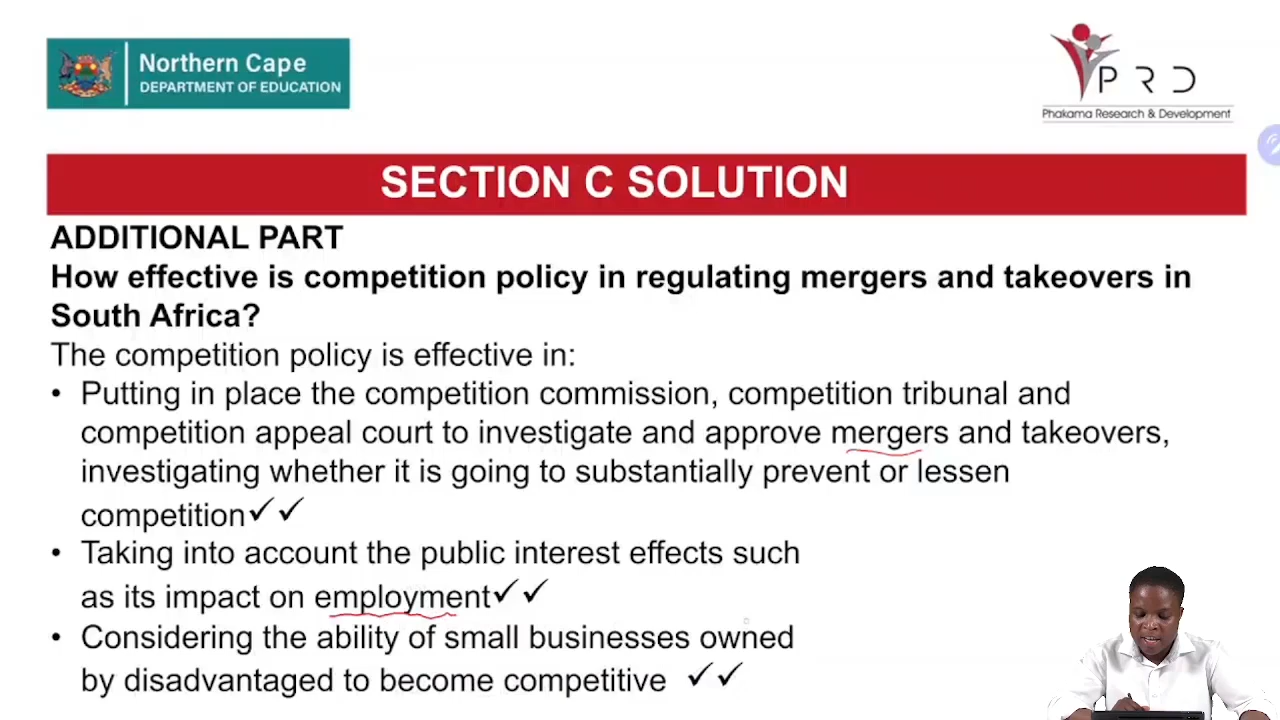 Northern Cape
DEPARTMENT OF EDUCATION
PRD
Phakama Research & Development
SECTION C SOLUTION
ADDITIONAL PART
How effective is competition policy in regulating mergers and takeovers in
South Africa?
The competition policy is effective in:
• Putting in place the competition commission, competition tribunal and
competition appeal court to investigate and approve mergers and takeovers,
investigating whether it is going to substantially prevent or lessen
competition✓✓
• Taking into account the public interest effects such
as its impact on employment✓✓
• Considering the ability of small businesses owned
by disadvantaged to become competitive ✓✓